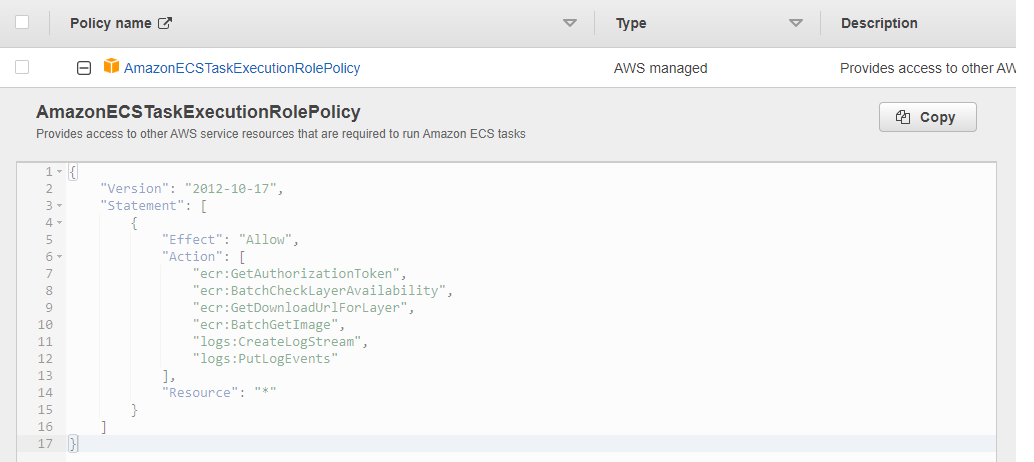 Policy name Type Description
AmazonECSTaskExecutionRolePolicy AWS managed Provides access to other AW
AmazonECSTaskExecutionRolePolicy
Copy
Provides access to other AWS service resources that are required to run Amazon ECS tasks
1 {
2 "Version": "2012-10-17",
3 "Statement": [
4 {
5 "Effect": "Allow",
6 "Action": [
7 "ecr:GetAuthorizationToken",
8 "ecr:BatchCheckLayerAvailability",
9 "ecr:GetDownloadUrlForLayer",
10 "ecr:BatchGetImage",
11 "logs:CreateLogStream",
12 "logs:PutLogEvents"
13 ],
14 "Resource": "*"
15 }
16 ]
17 }